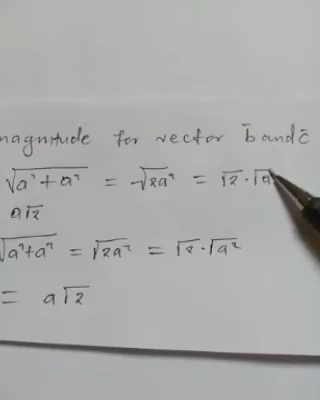 magnitude for vector b̄ and c̄
√a²+a² = √2a² = √2·√a
a√2
√a²+a² = √2a² = √2·√a²
= a√2